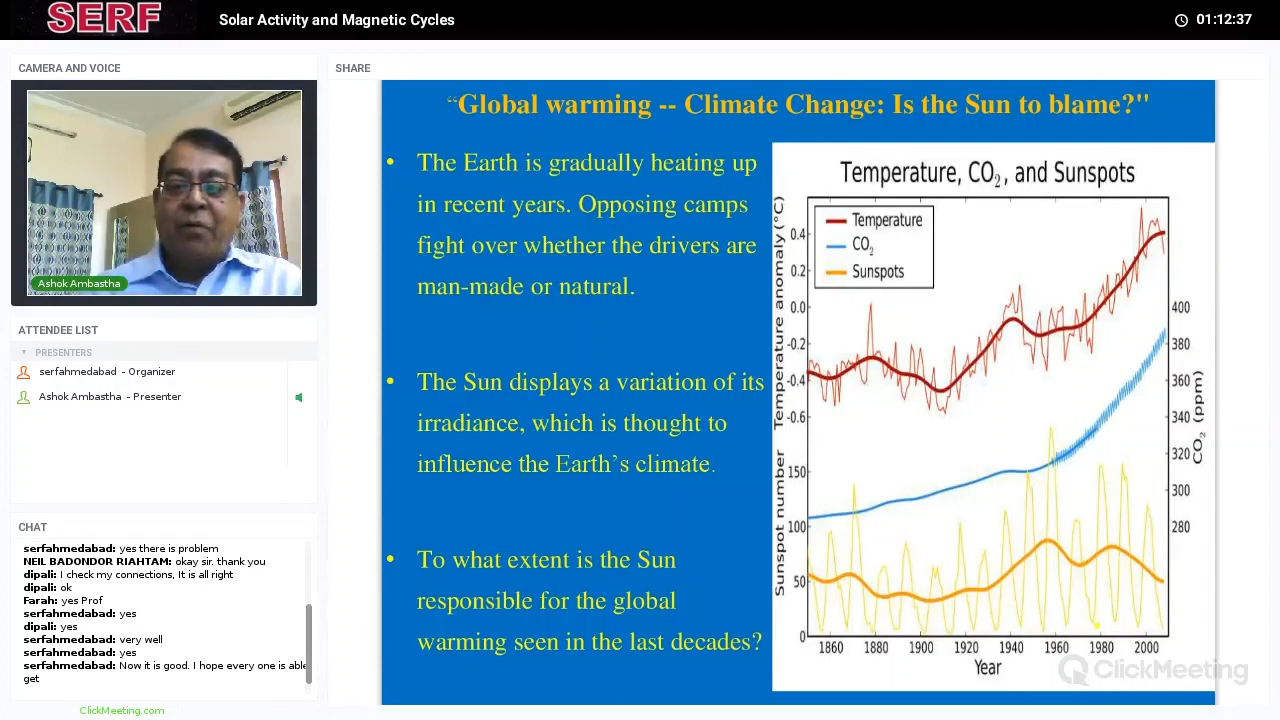 SERF
Solar Activity and Magnetic Cycles
01:12:37
CAMERA AND VOICE
Ashok Ambastha
ATTENDEE LIST
PRESENTERS
serfahmedabad - Organizer
Ashok Ambastha - Presenter
CHAT
serfahmedabad: yes there is problem
NEIL BADONDOR RIAHTAM: okay sir. thank you
dipali: I check my connections, It is all right
dipali: ok
Farah: yes Prof
serfahmedabad: yes
dipali: yes
serfahmedabad: very well
serfahmedabad: yes
serfahmedabad: Now it is good. I hope every one is able
get
ClickMeeting.com
SHARE
“Global warming -- Climate Change: Is the Sun to blame?"
• The Earth is gradually heating up
in recent years. Opposing camps
fight over whether the drivers are
man-made or natural.
• The Sun displays a variation of its
irradiance, which is thought to
influence the Earth’s climate.
• To what extent is the Sun
responsible for the global
warming seen in the last decades?
Temperature, CO₂, and Sunspots
Temperature
CO₂
Sunspots
Temperature anomaly (°C)
0.4
0.2
0.0
-0.2
-0.4
-0.6
Sunspot number
150
100
50
0
400
380
360
340
320
300
280
CO₂ (ppm)
1860 1880 1900 1920 1940 1960 1980 2000
Year
ClickMeeting